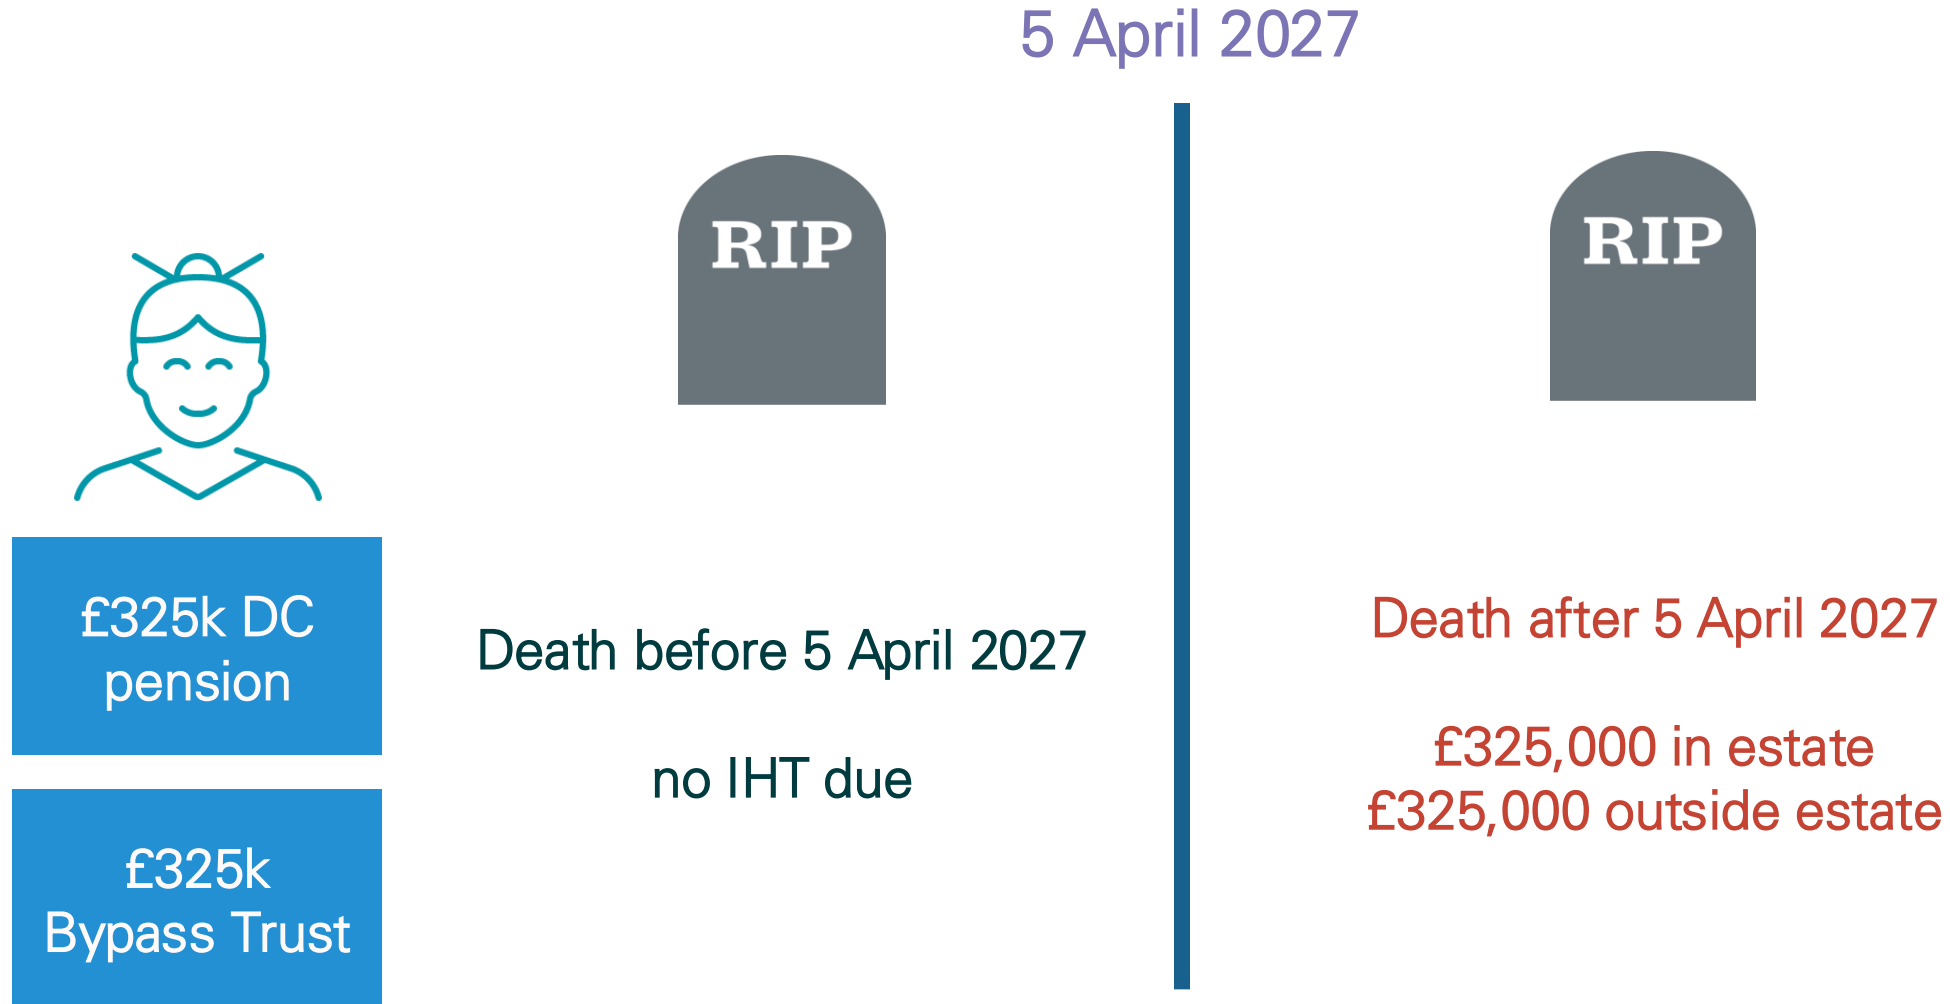 5 April 2027
RIP
RIP
£325k DC
pension
£325k
Bypass Trust
Death before 5 April 2027
no IHT due
Death after 5 April 2027
£325,000 in estate
£325,000 outside estate